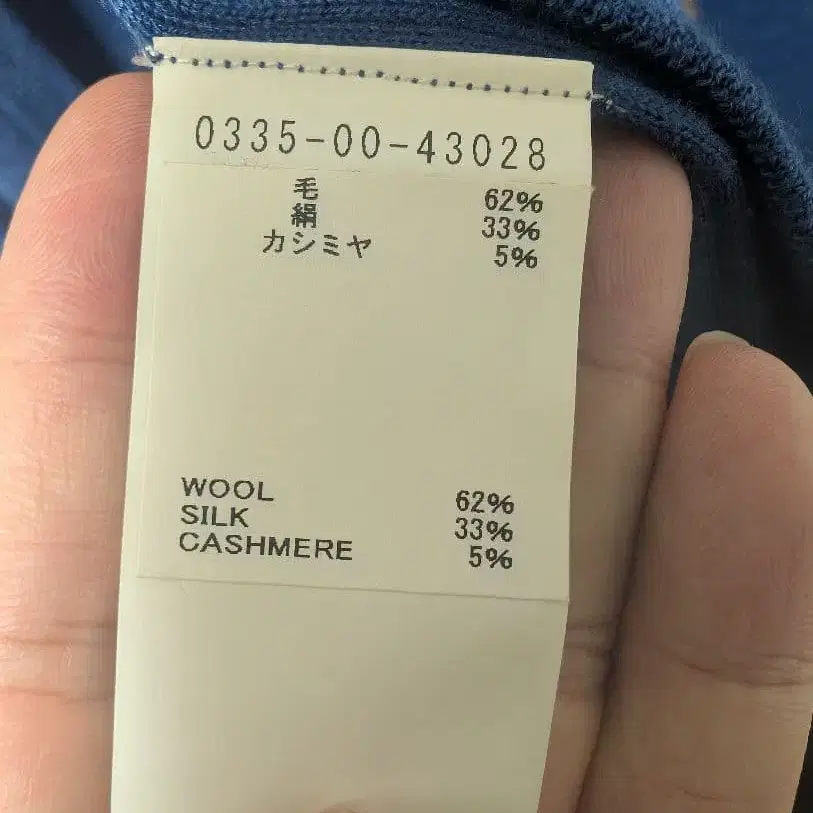 0335-00-43028
毛 62%
絹 33%
カシミヤ 5%
WOOL 62%
SILK 33%
CASHMERE 5%